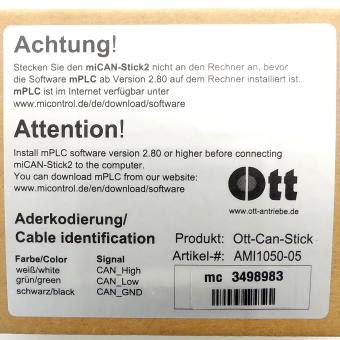 Achtung!
Stecken Sie den miCAN-Stick2 nicht an den Rechner an, bevor
die Software mPLC ab Version 2.80 auf dem Rechner installiert ist.
mPLC ist im Internet verfügbar unter
www.micontrol.de/de/download/software
Attention!
Install mPLC software version 2.80 or higher before connecting
miCAN-Stick2 to the computer.
You can download mPLC from our website:
www.micontrol.de/en/download/software
Ott
www.ott-antriebe.de
Aderkodierung/
Cable identification
Farbe/Color Signal
weiß/white CAN_High
grün/green CAN_Low
schwarz/black CAN_GND
Produkt: Ott-Can-Stick
Artikel-#: AMI1050-05
mc 3498983